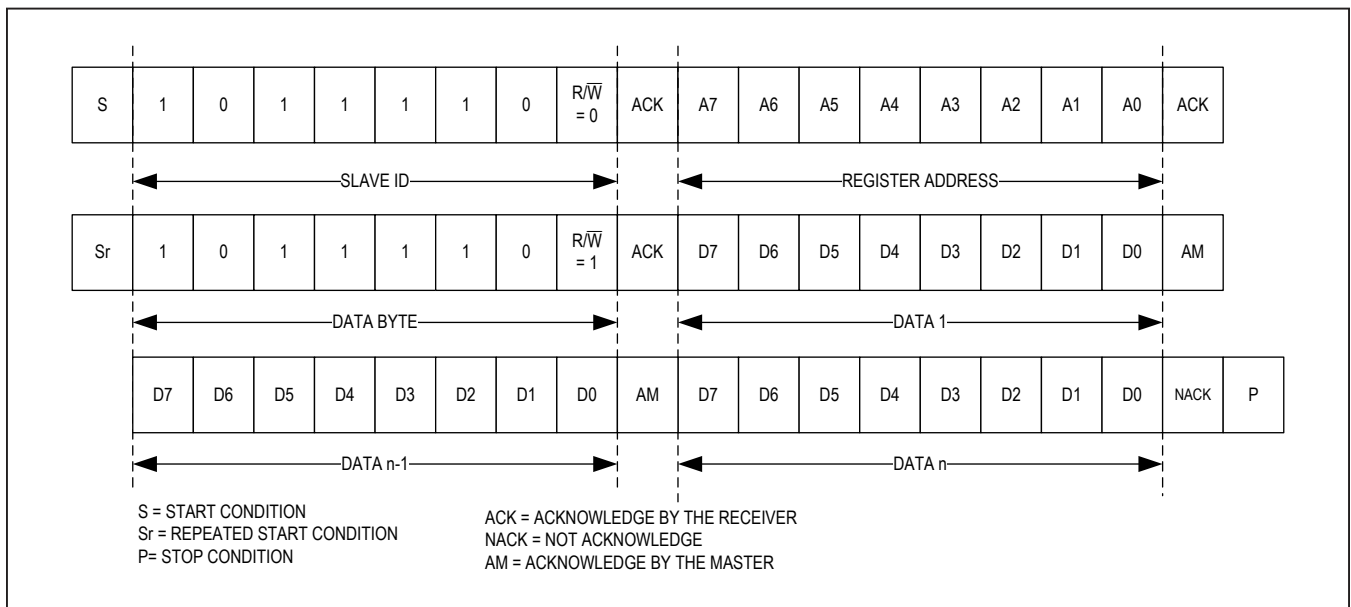 S 1 0 1 1 1 1 0 R/W̅ = 0 ACK A7 A6 A5 A4 A3 A2 A1 A0 ACK
SLAVE ID REGISTER ADDRESS
Sr 1 0 1 1 1 1 0 R/W̅ = 1 ACK D7 D6 D5 D4 D3 D2 D1 D0 AM
DATA BYTE DATA 1
D7 D6 D5 D4 D3 D2 D1 D0 AM D7 D6 D5 D4 D3 D2 D1 D0 NACK P
DATA n-1 DATA n
S = START CONDITION
Sr = REPEATED START CONDITION
P= STOP CONDITION
ACK = ACKNOWLEDGE BY THE RECEIVER
NACK = NOT ACKNOWLEDGE
AM = ACKNOWLEDGE BY THE MASTER